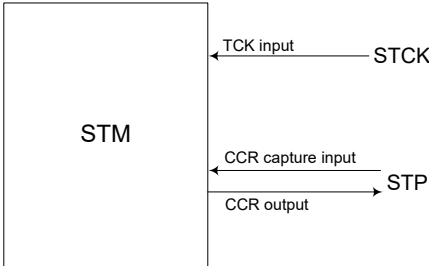 TCK input
STCK
STM
CCR capture input
STP
CCR output